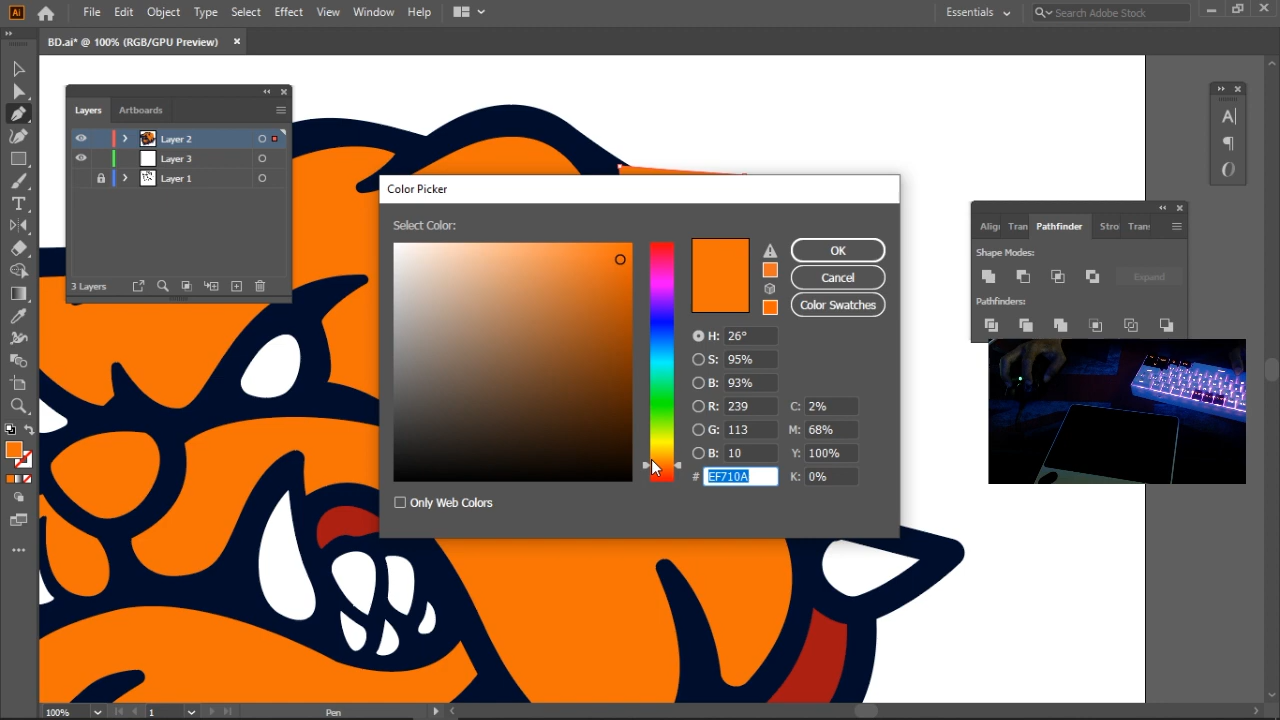 Ai
File Edit Object Type Select Effect View Window Help
Essentials
Search Adobe Stock
BD.ai* @ 100% (RGB/GPU Preview) ×
Layers Artboards
Layer 2
Layer 3
Layer 1
3 Layers
Color Picker
Select Color:
OK
Cancel
Color Swatches
H: 26°
S: 95%
B: 93%
R: 239 C: 2%
G: 113 M: 68%
B: 10 Y: 100%
# EF710A K: 0%
Only Web Colors
Alig Tran Pathfinder Stro Trans
Shape Modes:
Expand
Pathfinders:
100% 1 Pen